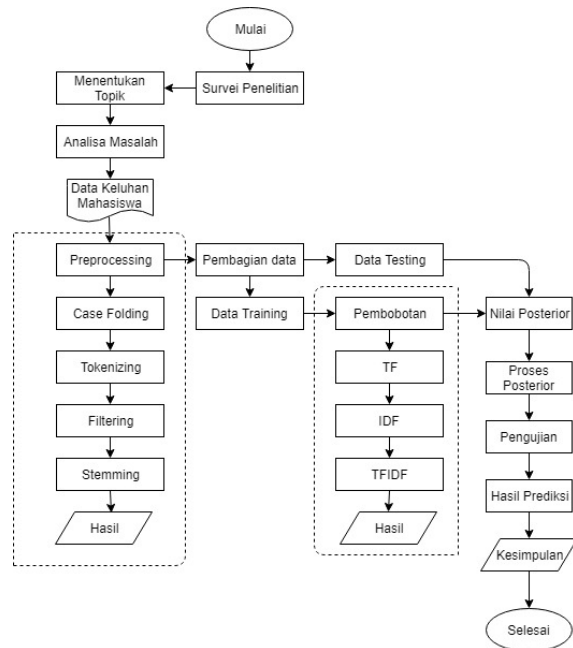 Mulai
Survei Penelitian
Menentukan
Topik
Analisa Masalah
Data Keluhan
Mahasiswa
Preprocessing
Case Folding
Tokenizing
Filtering
Stemming
Hasil
Pembagian data
Data Training
Data Testing
Pembobotan
TF
IDF
TFIDF
Hasil
Nilai Posterior
Proses
Posterior
Pengujian
Hasil Prediksi
Kesimpulan
Selesai